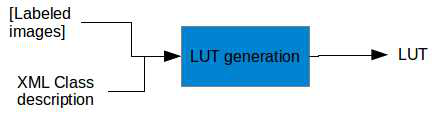 [Labeled
images]
LUT generation
LUT
XML Class
description